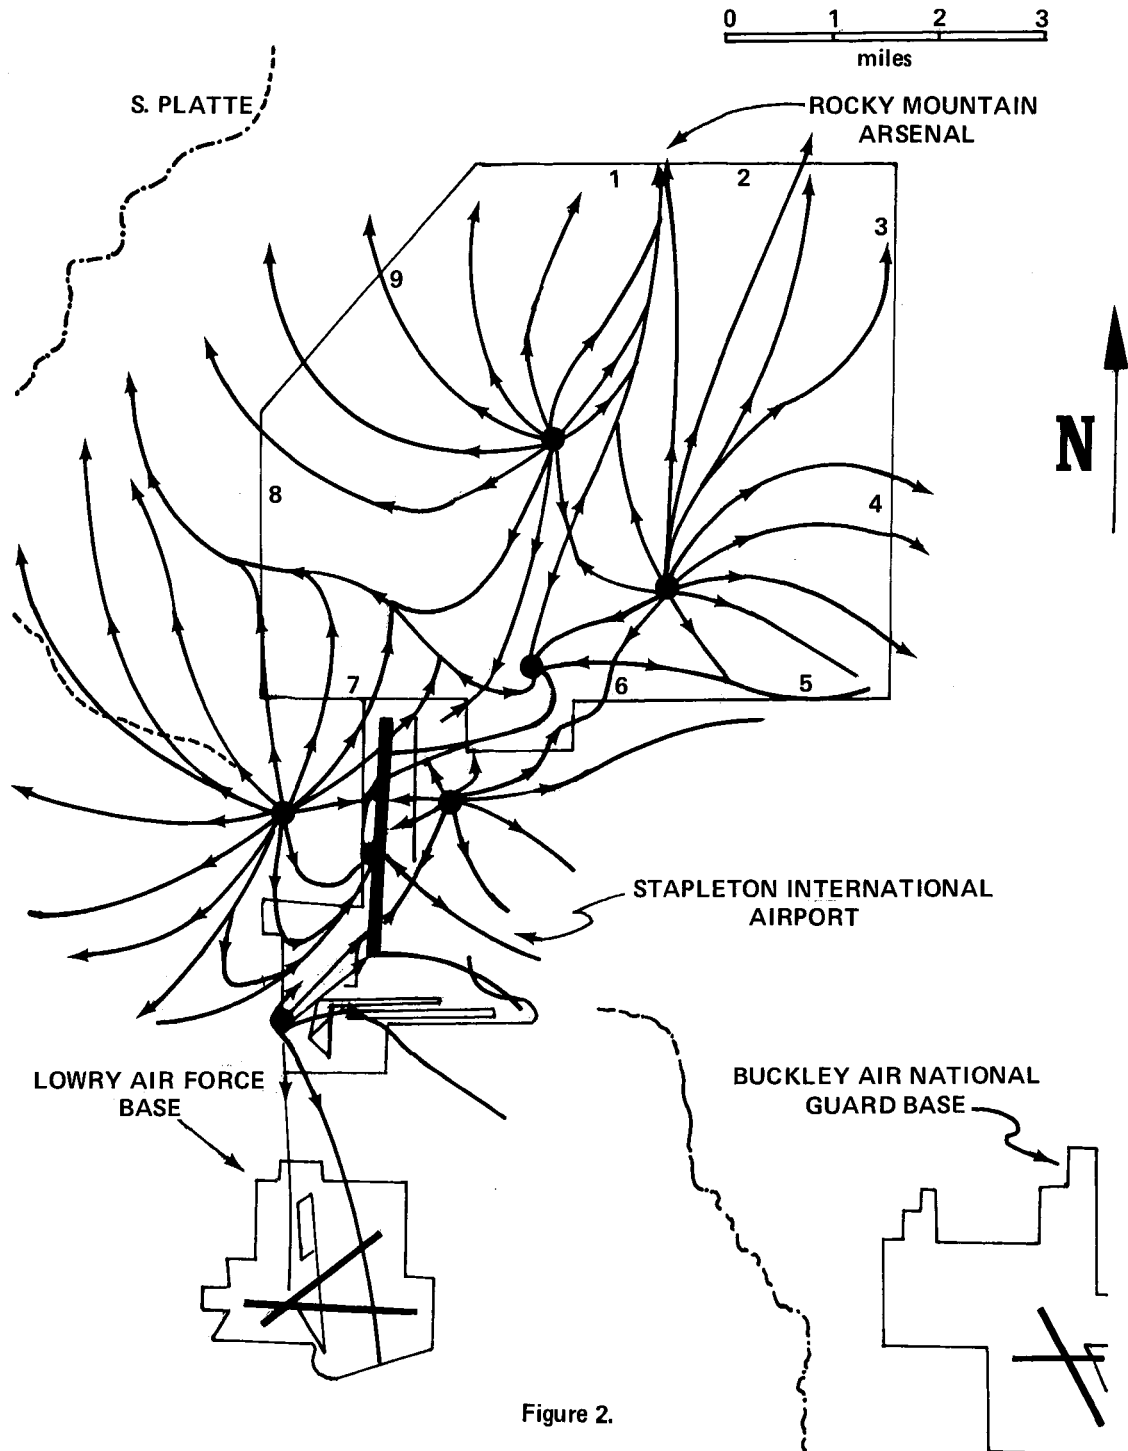 0 1 2 3
miles
S. PLATTE
ROCKY MOUNTAIN
ARSENAL
1
2
3
9
N
8
4
7
6
5
STAPLETON INTERNATIONAL
AIRPORT
LOWRY AIR FORCE
BASE
BUCKLEY AIR NATIONAL
GUARD BASE
Figure 2.